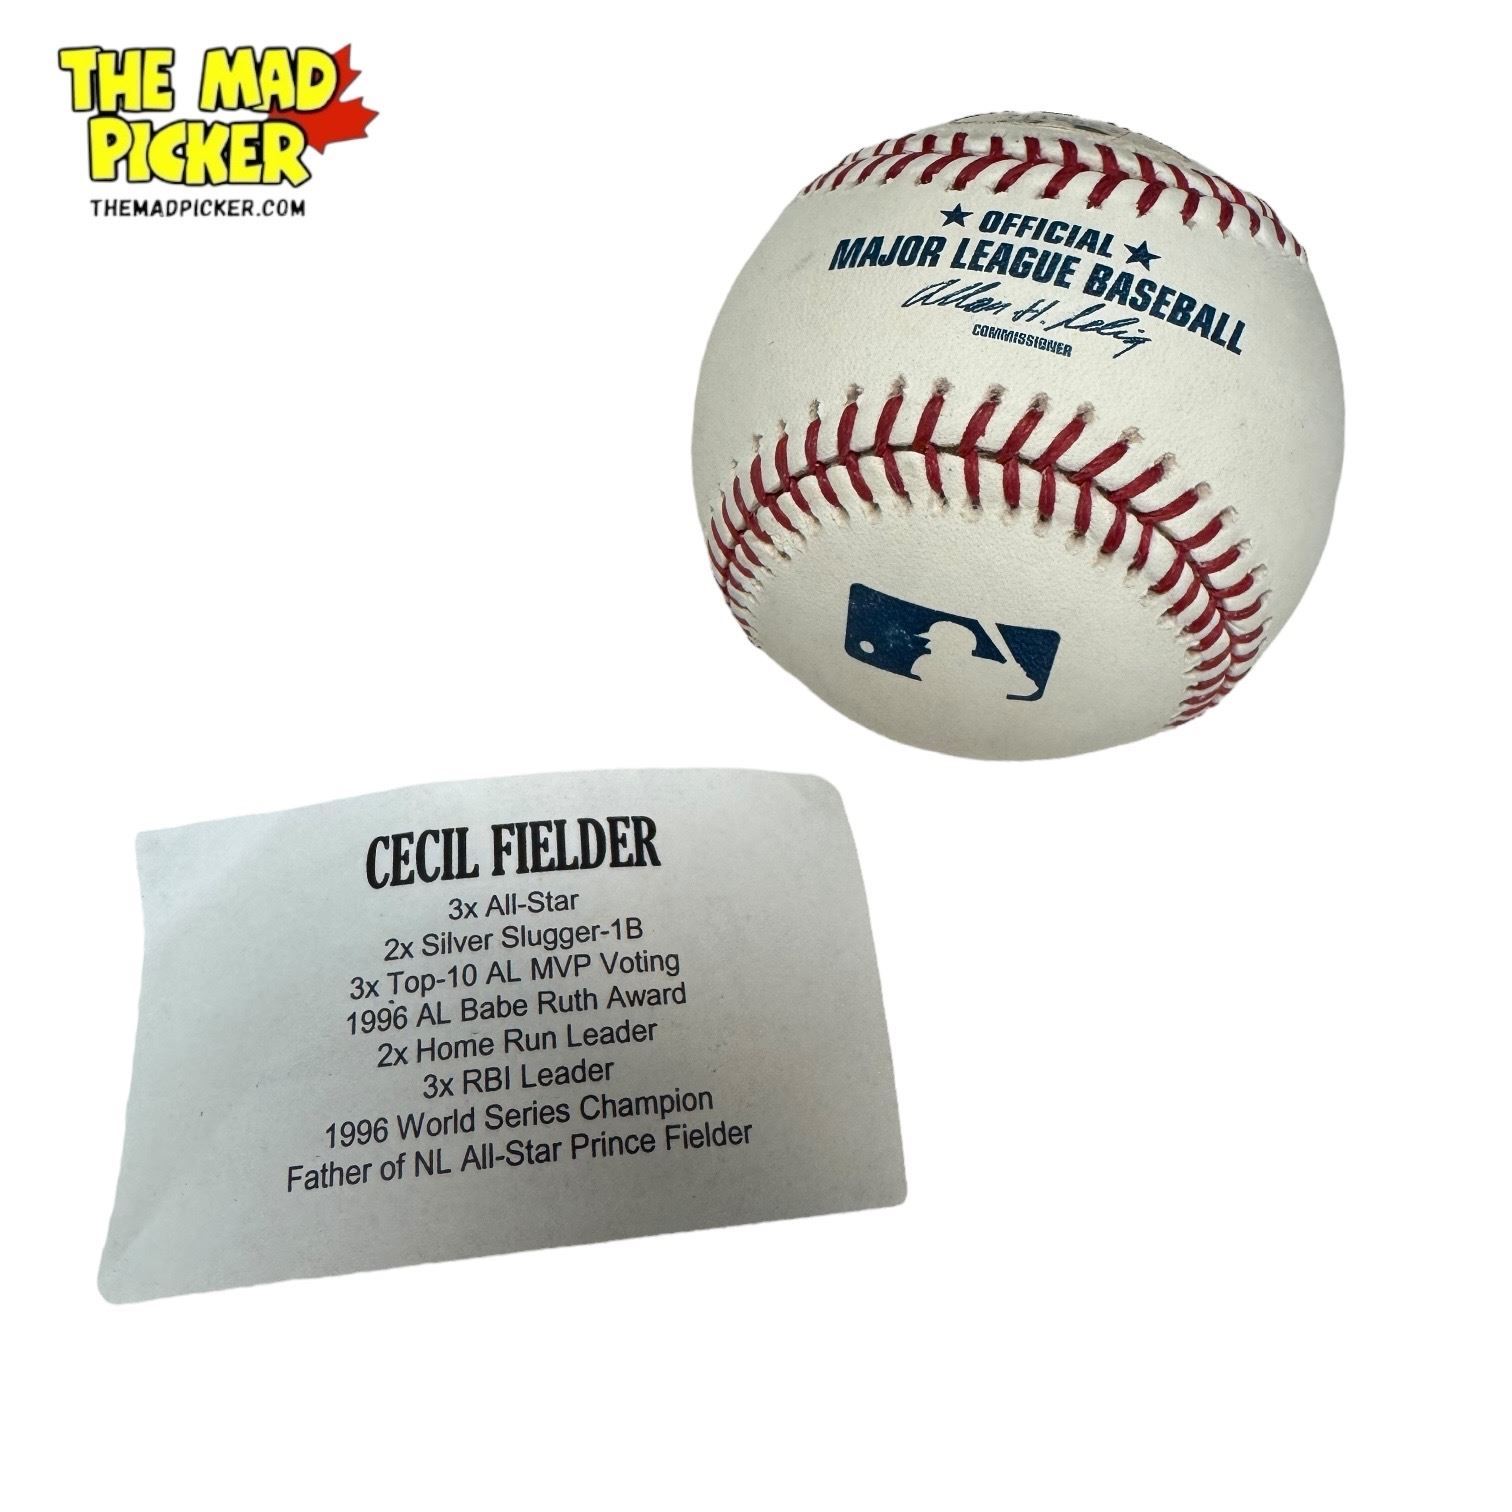 THE MAD
PICKER
THEMADPICKER.COM
★ OFFICIAL ★
MAJOR LEAGUE BASEBALL
Allan H. Selig
COMMISSIONER
CECIL FIELDER
3x All-Star
2x Silver Slugger-1B
3x Top-10 AL MVP Voting
1996 AL Babe Ruth Award
2x Home Run Leader
3x RBI Leader
1996 World Series Champion
Father of NL All-Star Prince Fielder